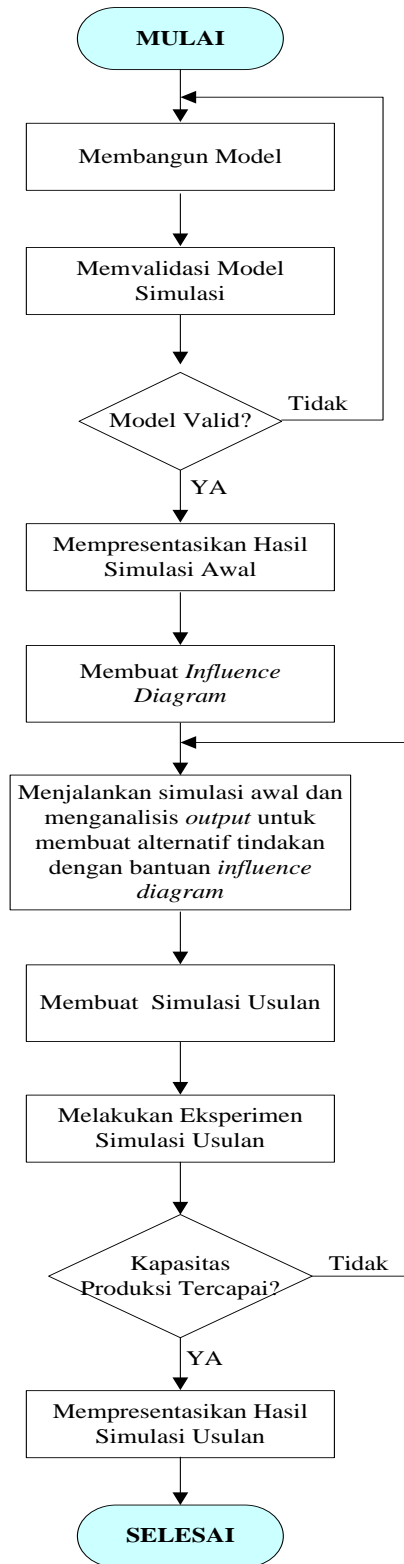 MULAI
Membangun Model
Memvalidasi Model
Simulasi
Model Valid?
Tidak
YA
Mempresentasikan Hasil
Simulasi Awal
Membuat Influence
Diagram
Menjalankan simulasi awal dan
menganalisis output untuk
membuat alternatif tindakan
dengan bantuan influence
diagram
Membuat Simulasi Usulan
Melakukan Eksperimen
Simulasi Usulan
Kapasitas
Produksi Tercapai?
Tidak
YA
Mempresentasikan Hasil
Simulasi Usulan
SELESAI